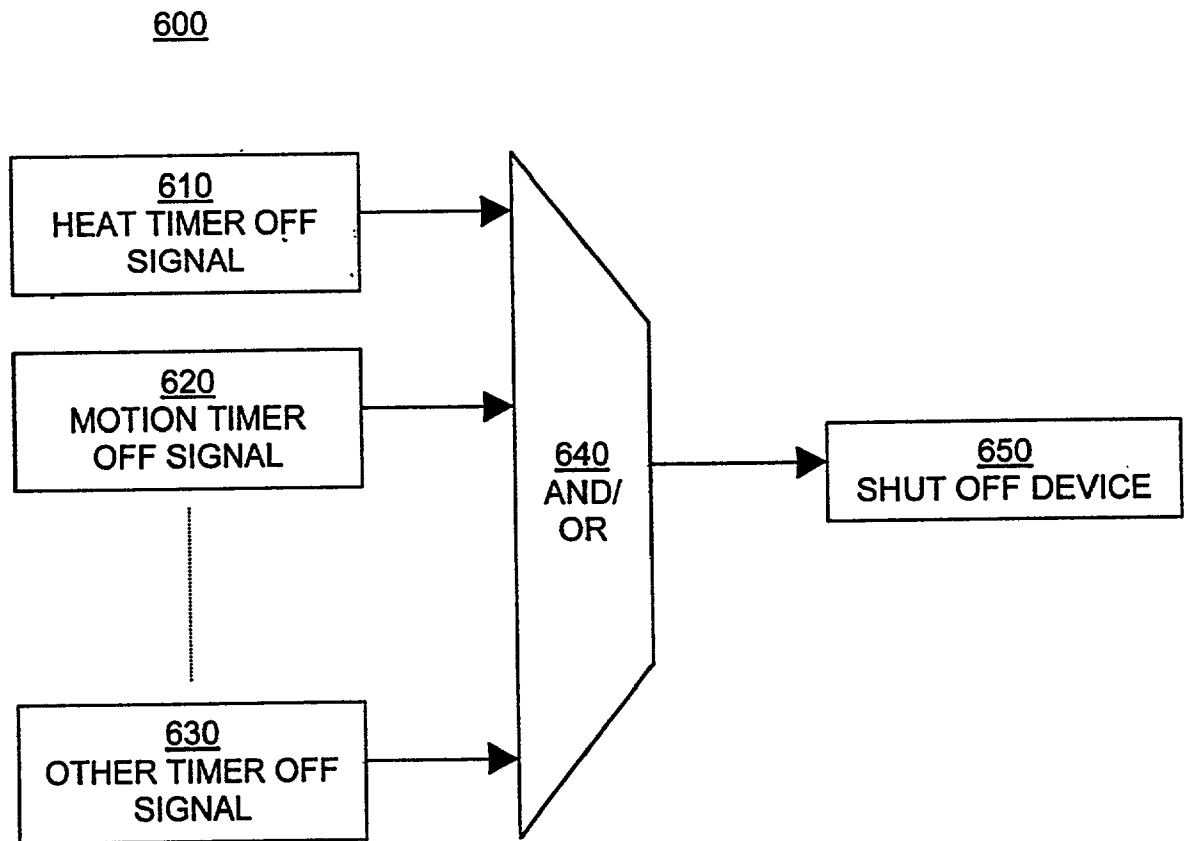 600
610
HEAT TIMER OFF
SIGNAL
620
MOTION TIMER
OFF SIGNAL
630
OTHER TIMER OFF
SIGNAL
640
AND/
OR
650
SHUT OFF DEVICE